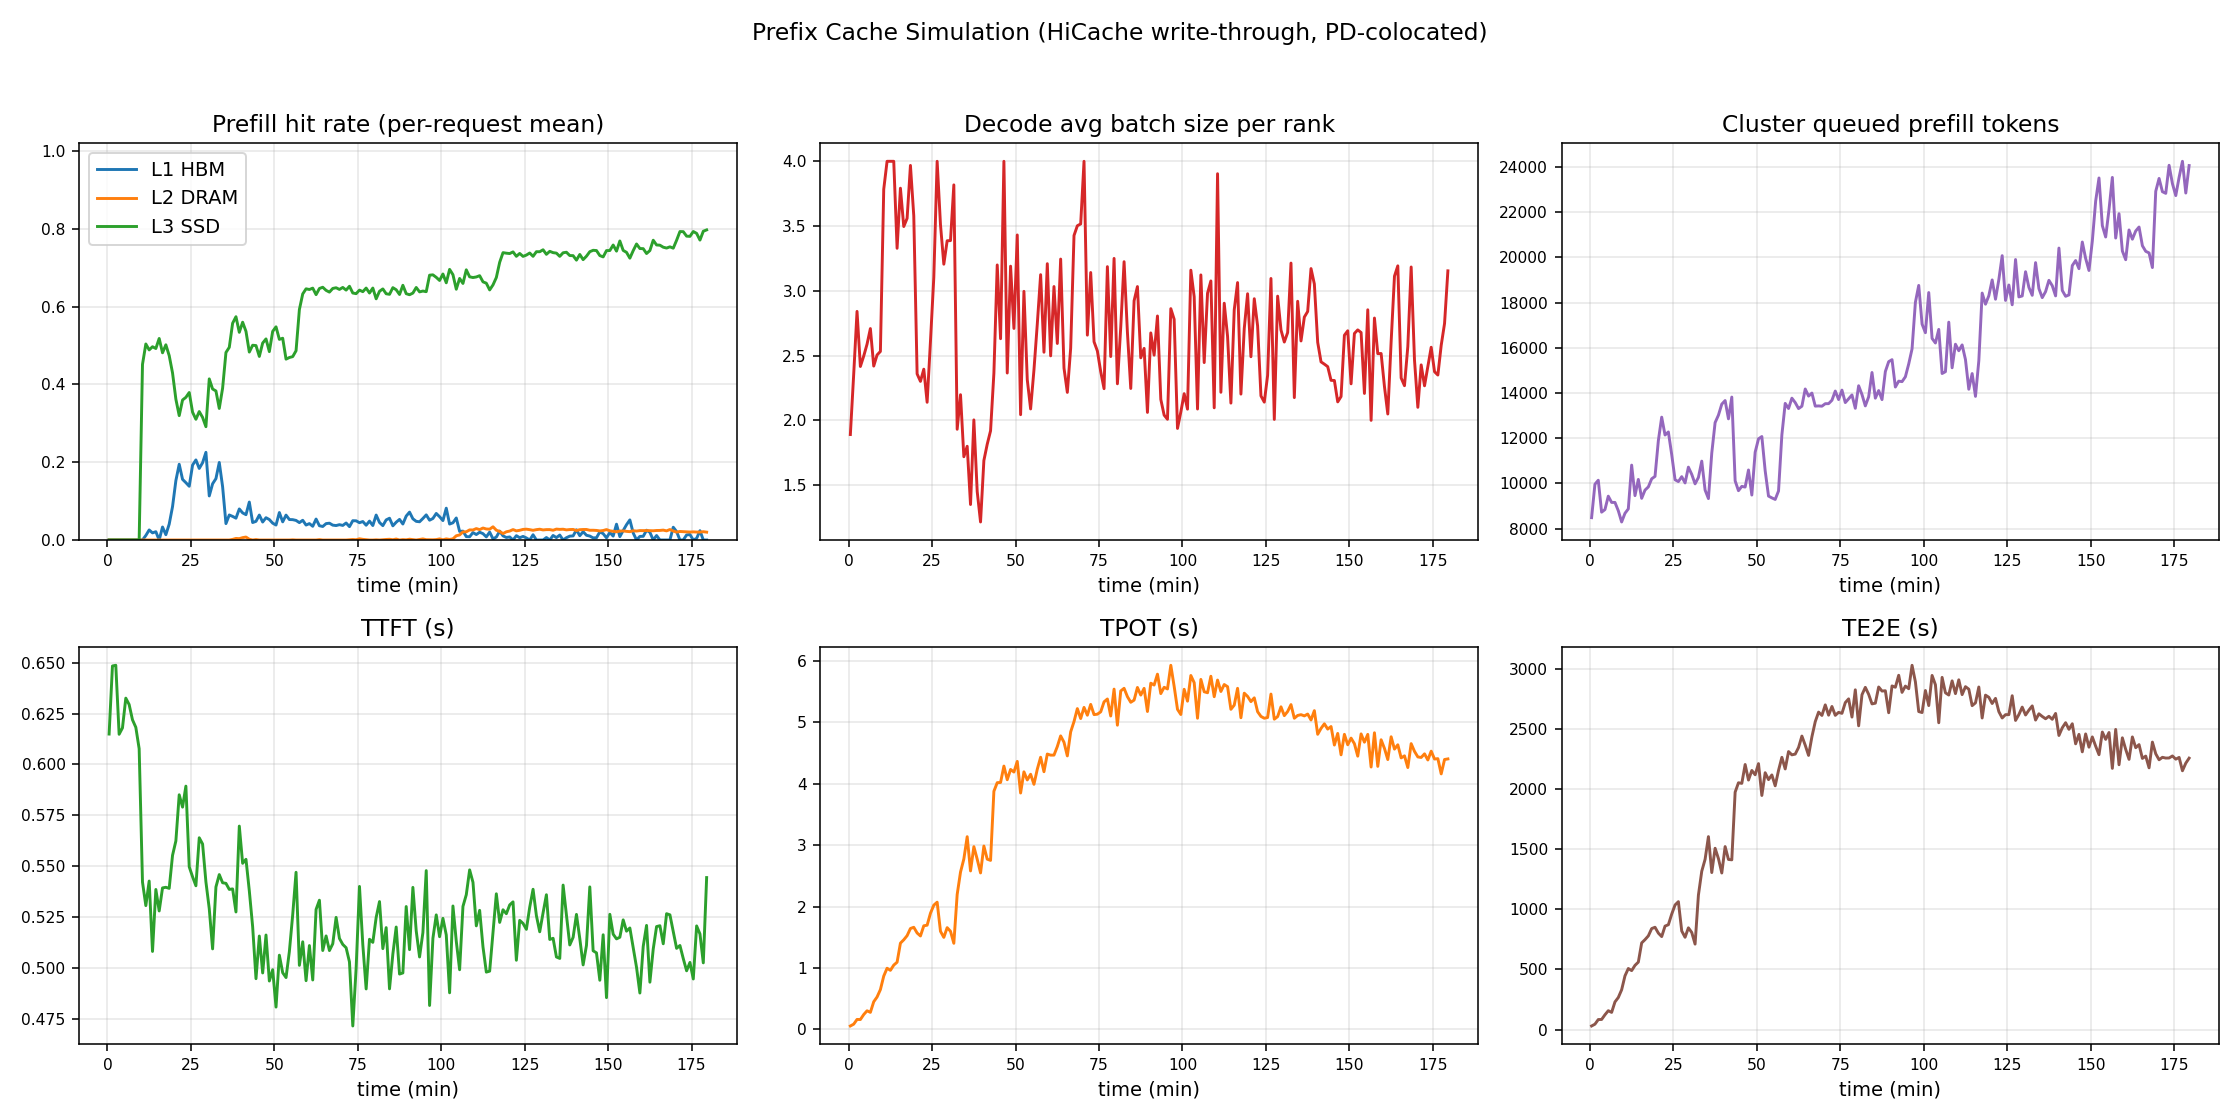 Prefix Cache Simulation (HiCache write-through, PD-colocated)
Prefill hit rate (per-request mean)
1.0
0.8
0.6
0.4
0.2
0.0
L1 HBM
L2 DRAM
L3 SSD
0 25 50 75 100 125 150 175
time (min)
Decode avg batch size per rank
4.0
3.5
3.0
2.5
2.0
1.5
0 25 50 75 100 125 150 175
time (min)
Cluster queued prefill tokens
24000
22000
20000
18000
16000
14000
12000
10000
8000
0 25 50 75 100 125 150 175
time (min)
TTFT (s)
0.650
0.625
0.600
0.575
0.550
0.525
0.500
0.475
0 25 50 75 100 125 150 175
time (min)
TPOT (s)
6
5
4
3
2
1
0
0 25 50 75 100 125 150 175
time (min)
TE2E (s)
3000
2500
2000
1500
1000
500
0
0 25 50 75 100 125 150 175
time (min)